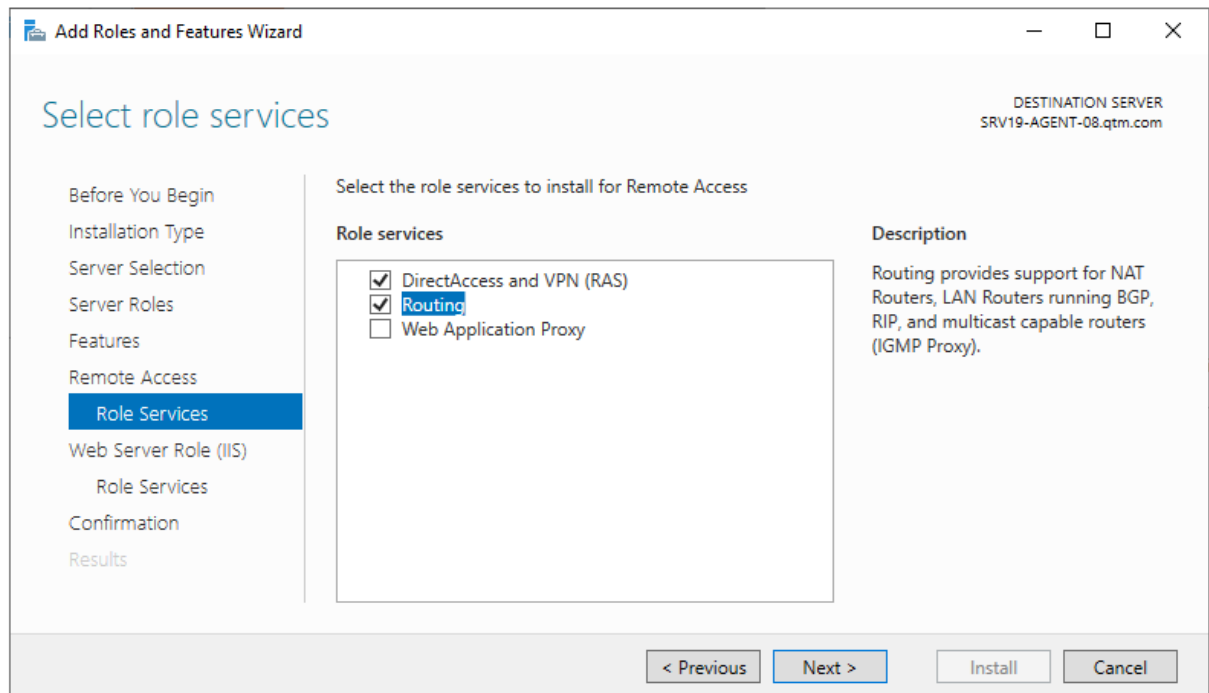 Add Roles and Features Wizard
Select role services
DESTINATION SERVER
SRV19-AGENT-08.qtm.com
Before You Begin
Installation Type
Server Selection
Server Roles
Features
Remote Access
Role Services
Web Server Role (IIS)
Role Services
Confirmation
Results
Select the role services to install for Remote Access
Role services
DirectAccess and VPN (RAS)
Routing
Web Application Proxy
Description
Routing provides support for NAT
Routers, LAN Routers running BGP,
RIP, and multicast capable routers
(IGMP Proxy).
< Previous
Next >
Install
Cancel